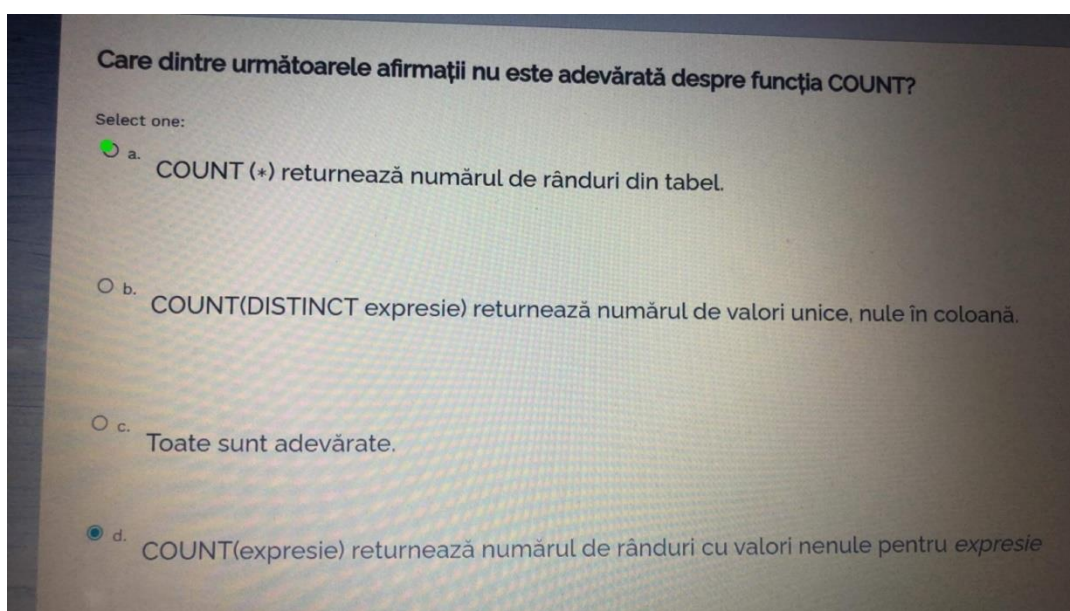 Care dintre următoarele afirmații nu este adevărată despre funcția COUNT?
Select one:
a.
COUNT (*) returnează numărul de rânduri din tabel.
b.
COUNT(DISTINCT expresie) returnează numărul de valori unice, nule în coloană.
c.
Toate sunt adevărate.
d.
COUNT(expresie) returnează numărul de rânduri cu valori nenule pentru expresie